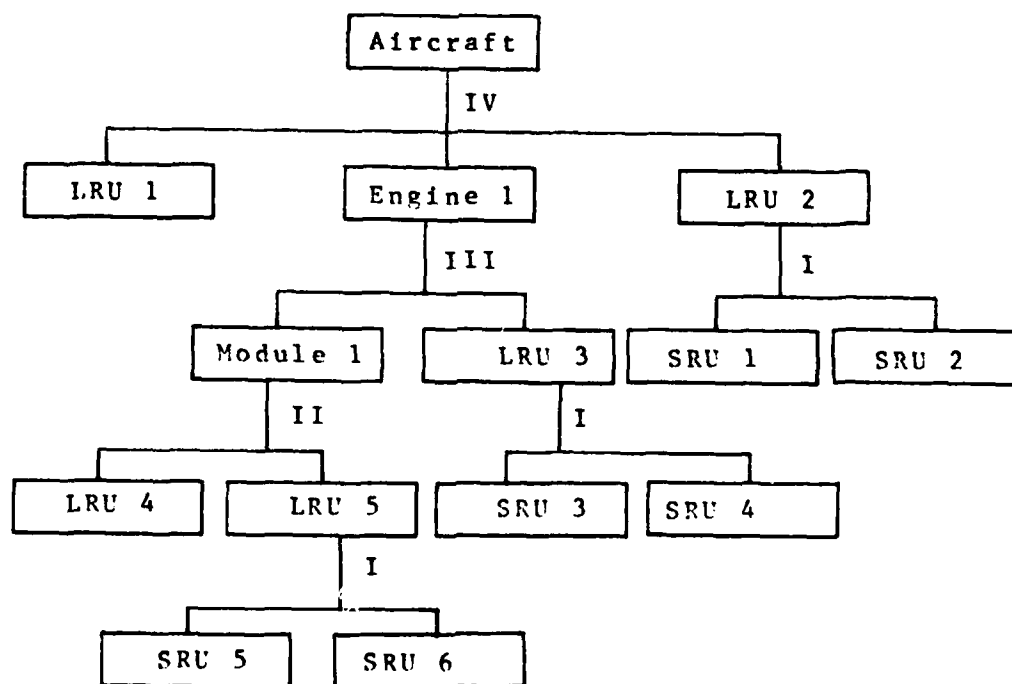 Aircraft
IV
LRU 1
Engine 1
LRU 2
III
I
Module 1
LRU 3
SRU 1
SRU 2
II
I
LRU 4
LRU 5
SRU 3
SRU 4
I
SRU 5
SRU 6